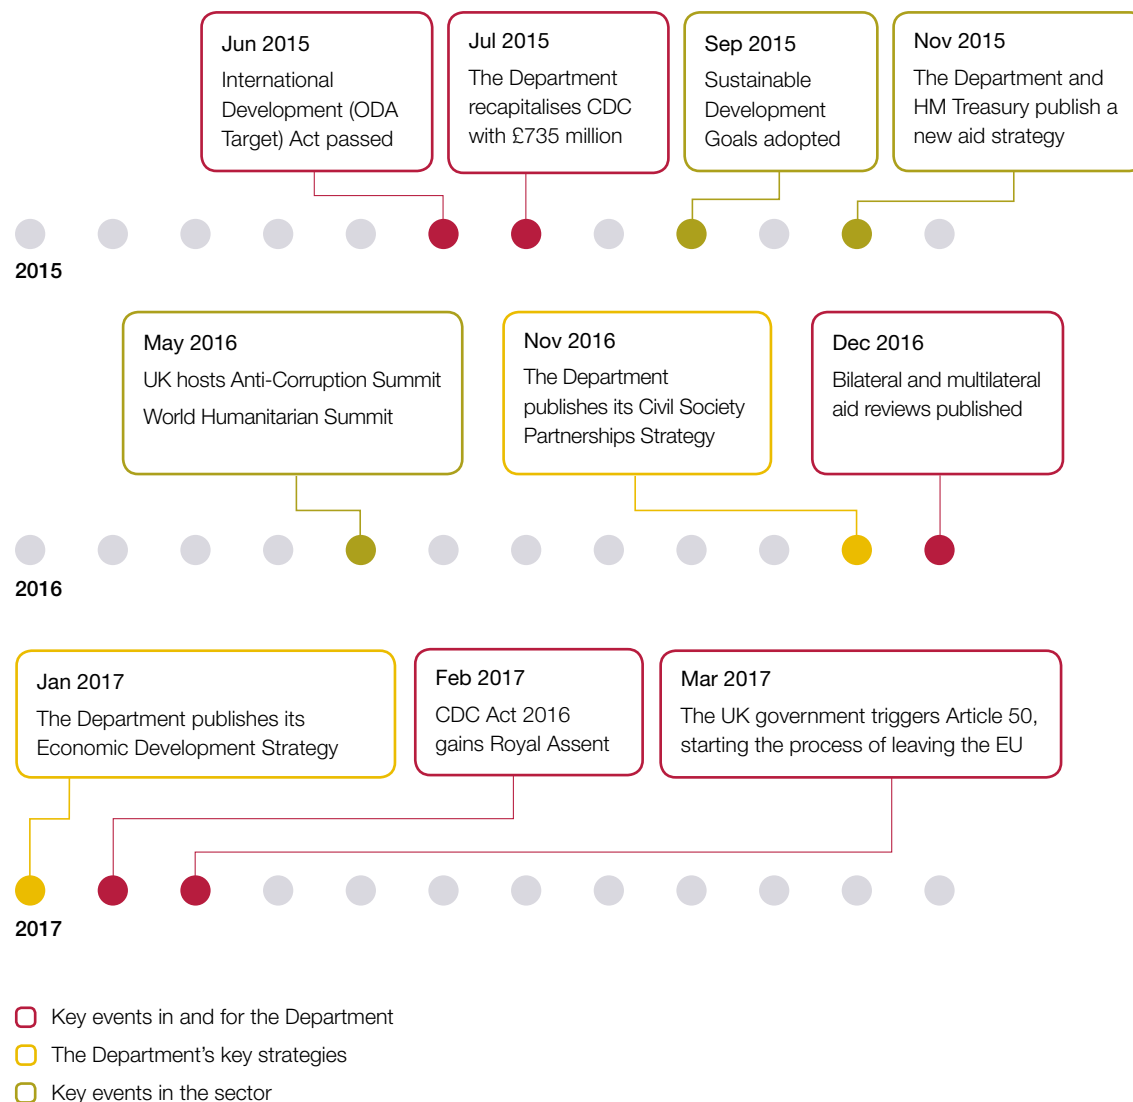 Jun 2015
International
Development (ODA
Target) Act passed
Jul 2015
The Department
recapitalises CDC
with £735 million
Sep 2015
Sustainable
Development
Goals adopted
Nov 2015
The Department and
HM Treasury publish a
new aid strategy
2015
May 2016
UK hosts Anti-Corruption Summit
World Humanitarian Summit
Nov 2016
The Department
publishes its Civil Society
Partnerships Strategy
Dec 2016
Bilateral and multilateral
aid reviews published
2016
Jan 2017
The Department publishes its
Economic Development Strategy
Feb 2017
CDC Act 2016
gains Royal Assent
Mar 2017
The UK government triggers Article 50,
starting the process of leaving the EU
2017
Key events in and for the Department
The Department’s key strategies
Key events in the sector